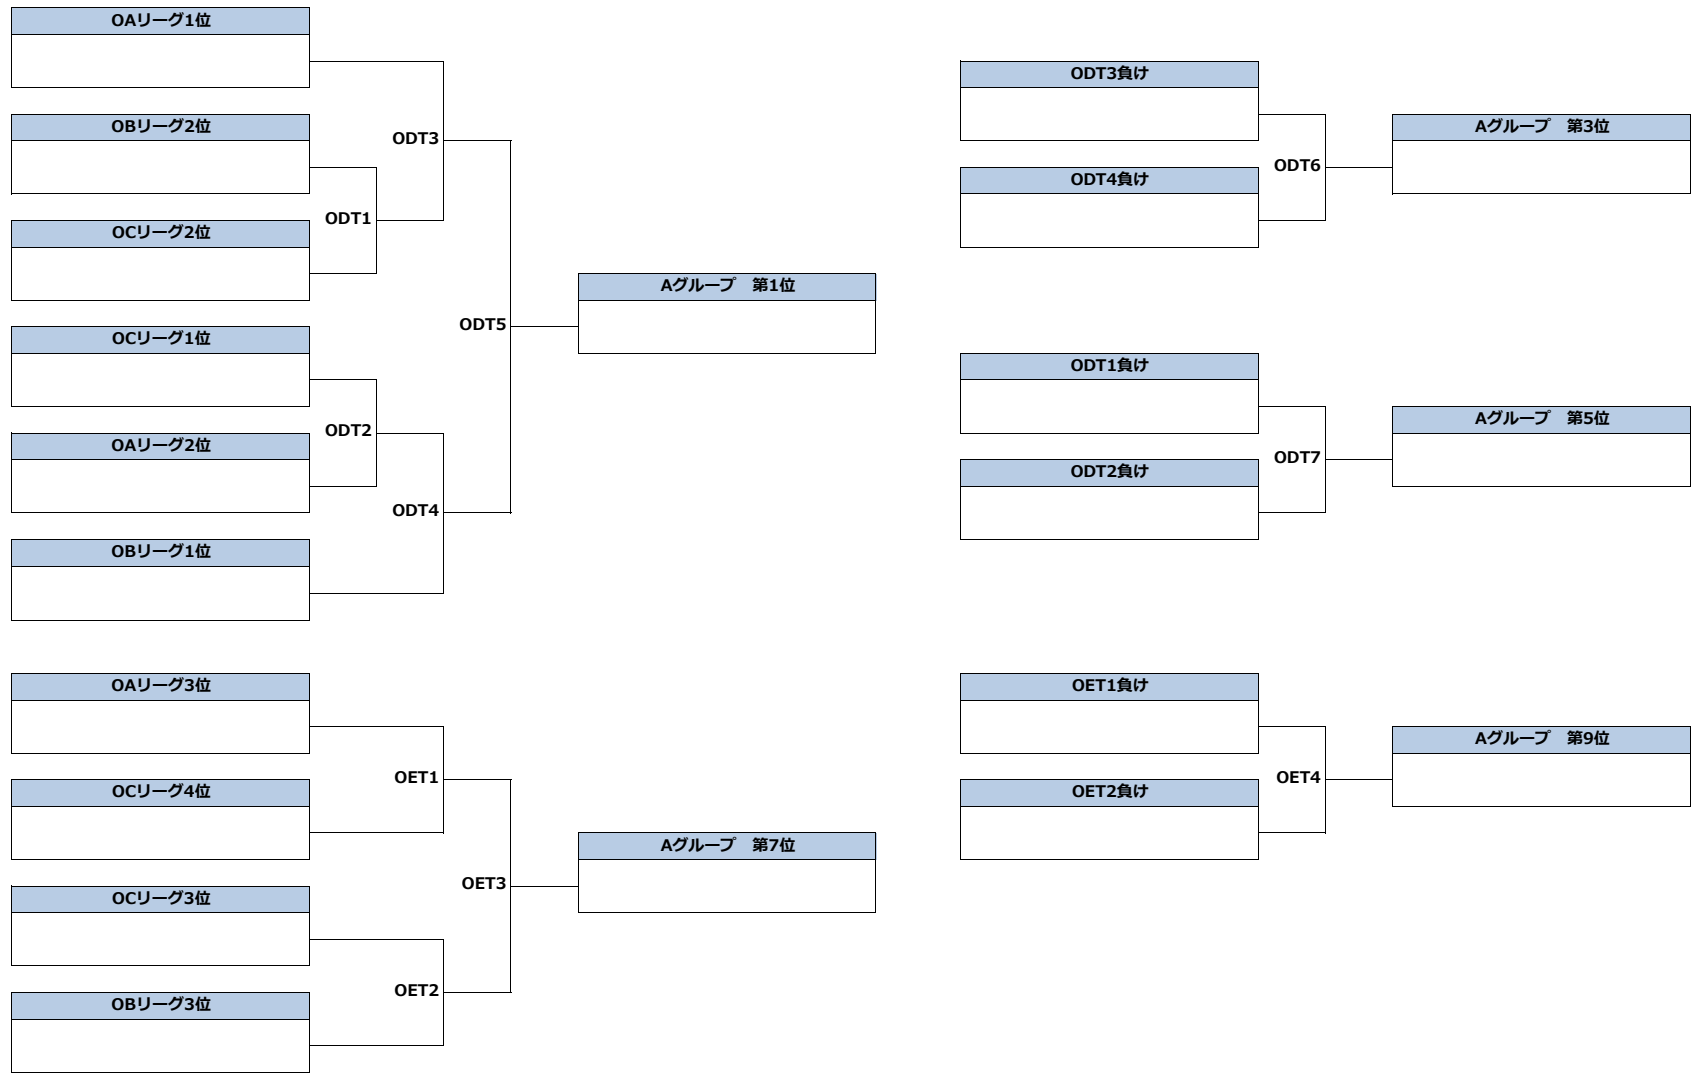 OAリーグ1位
OBリーグ2位
ODT3
ODT1
OCリーグ2位
Aグループ　第1位
OCリーグ1位
ODT5
ODT2
OAリーグ2位
ODT4
OBリーグ1位
ODT3負け
Aグループ　第3位
ODT6
ODT4負け
ODT1負け
Aグループ　第5位
ODT7
ODT2負け
OAリーグ3位
OET1
OCリーグ4位
Aグループ　第7位
OET3
OCリーグ3位
OET2
OBリーグ3位
OET1負け
Aグループ　第9位
OET4
OET2負け